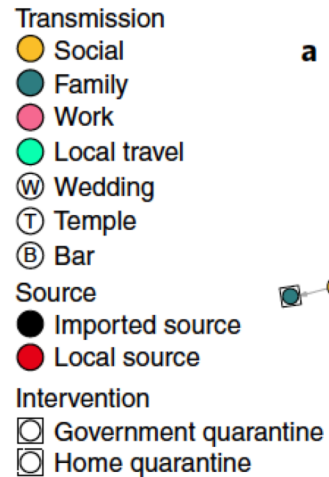 Transmission
a
Social
Family
Work
Local travel
W Wedding
T Temple
B Bar
Source
Imported source
Local source
Intervention
Government quarantine
Home quarantine